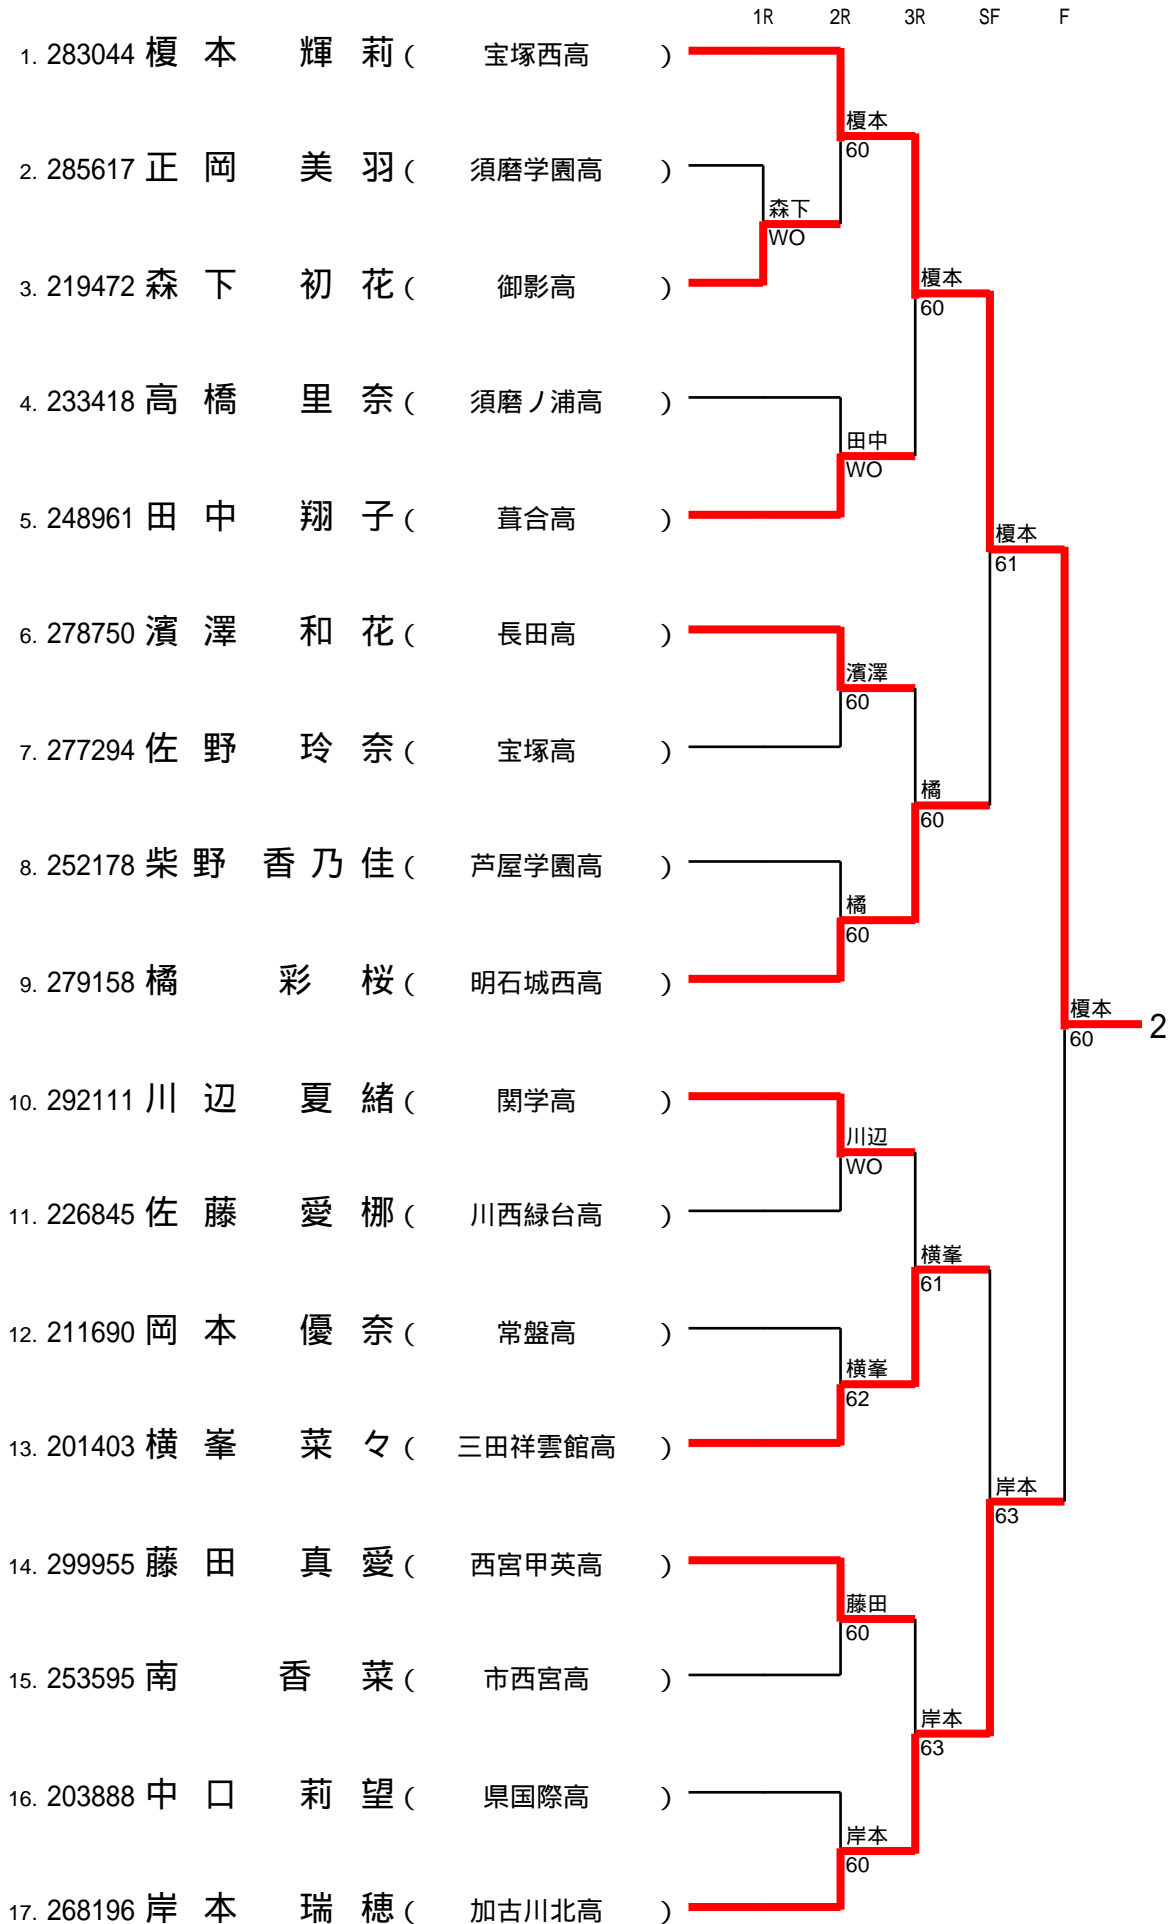 1R 2R 3R SF F
1. 283044 榎本 輝莉 ( 宝塚西高 )
榎本
60
2. 285617 正岡 美羽 ( 須磨学園高 )
森下
WO
3. 219472 森下 初花 ( 御影高 )
榎本
60
4. 233418 高橋 里奈 ( 須磨ノ浦高 )
田中
WO
5. 248961 田中 翔子 ( 葺合高 )
榎本
61
6. 278750 濱澤 和花 ( 長田高 )
濱澤
60
7. 277294 佐野 玲奈 ( 宝塚高 )
橘
60
8. 252178 柴野 香乃佳 ( 芦屋学園高 )
橘
60
9. 279158 橘 彩桜 ( 明石城西高 )
榎本
60
2
10. 292111 川辺 夏緒 ( 関学高 )
川辺
WO
11. 226845 佐藤 愛梛 ( 川西緑台高 )
横峯
61
12. 211690 岡本 優奈 ( 常盤高 )
横峯
62
13. 201403 横峯 菜々 ( 三田祥雲館高 )
岸本
63
14. 299955 藤田 真愛 ( 西宮甲英高 )
藤田
60
15. 253595 南 香菜 ( 市西宮高 )
岸本
63
16. 203888 中口 莉望 ( 県国際高 )
岸本
60
17. 268196 岸本 瑞穂 ( 加古川北高 )